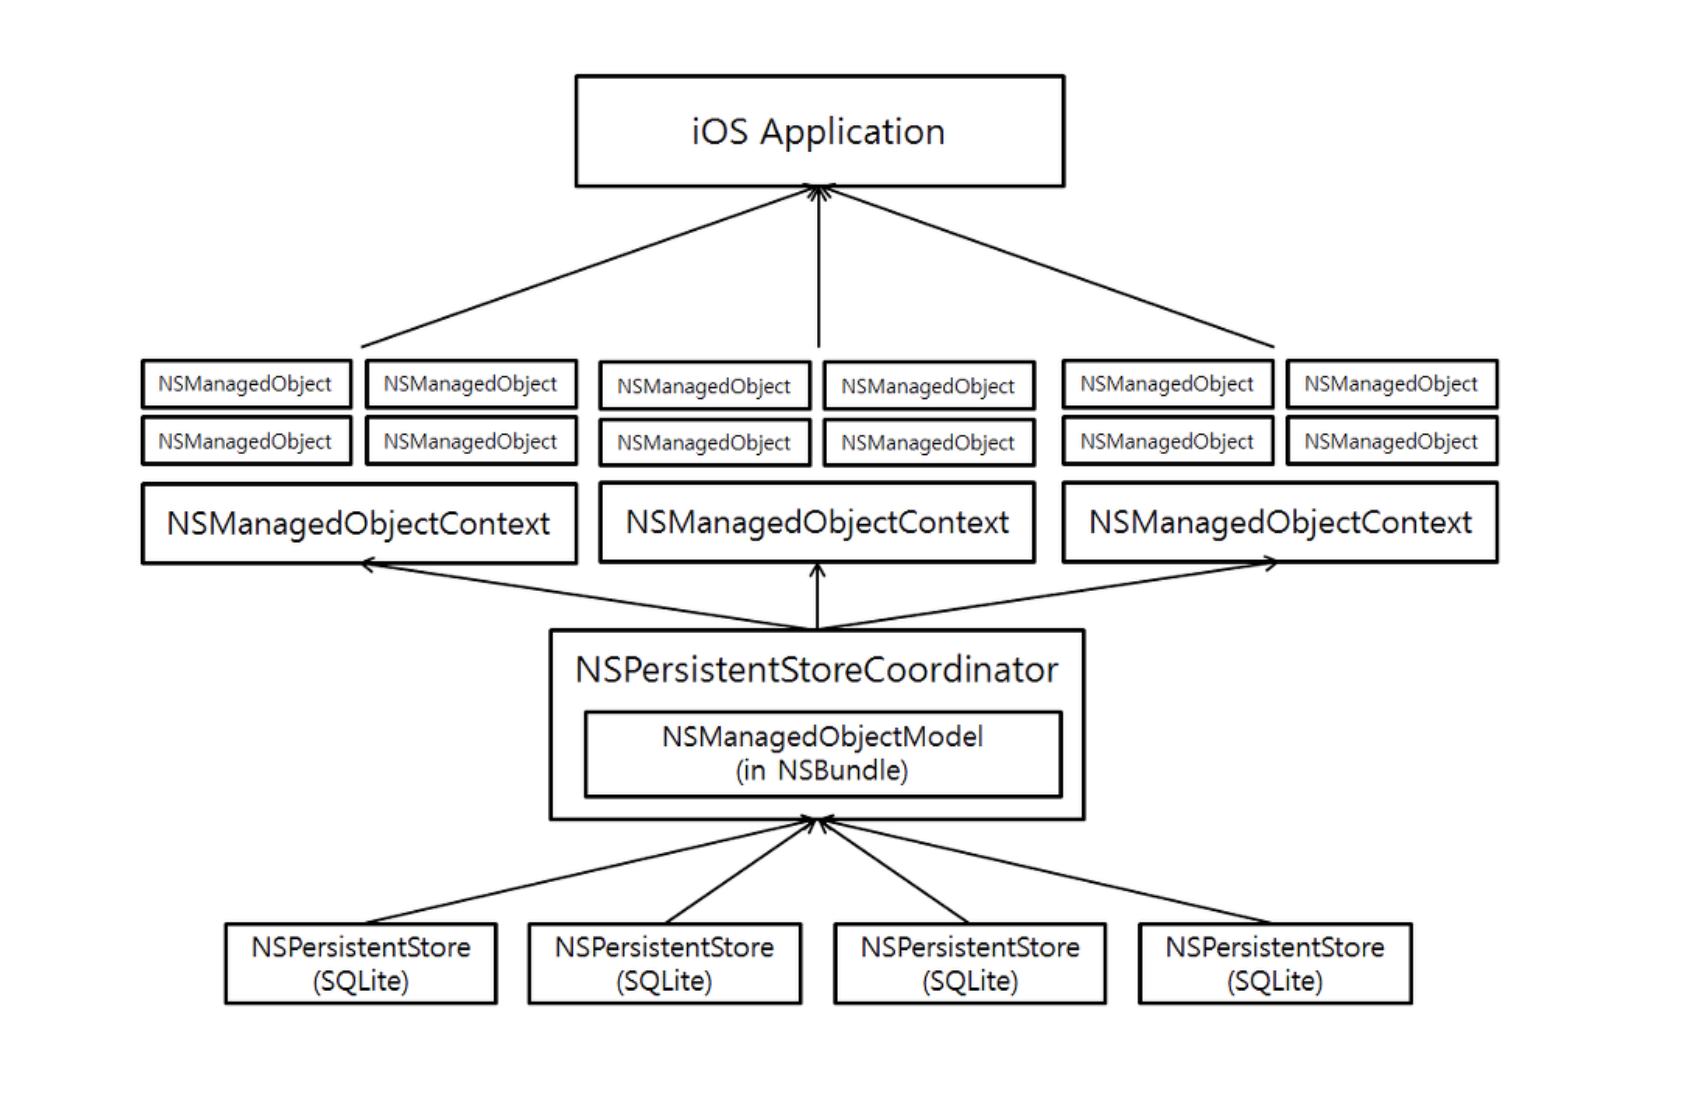 iOS Application
NSManagedObject NSManagedObject NSManagedObject NSManagedObject NSManagedObject NSManagedObject
NSManagedObject NSManagedObject NSManagedObject NSManagedObject NSManagedObject NSManagedObject
NSManagedObjectContext NSManagedObjectContext NSManagedObjectContext
NSPersistentStoreCoordinator
NSManagedObjectModel
(in NSBundle)
NSPersistentStore NSPersistentStore NSPersistentStore NSPersistentStore
(SQLite) (SQLite) (SQLite) (SQLite)